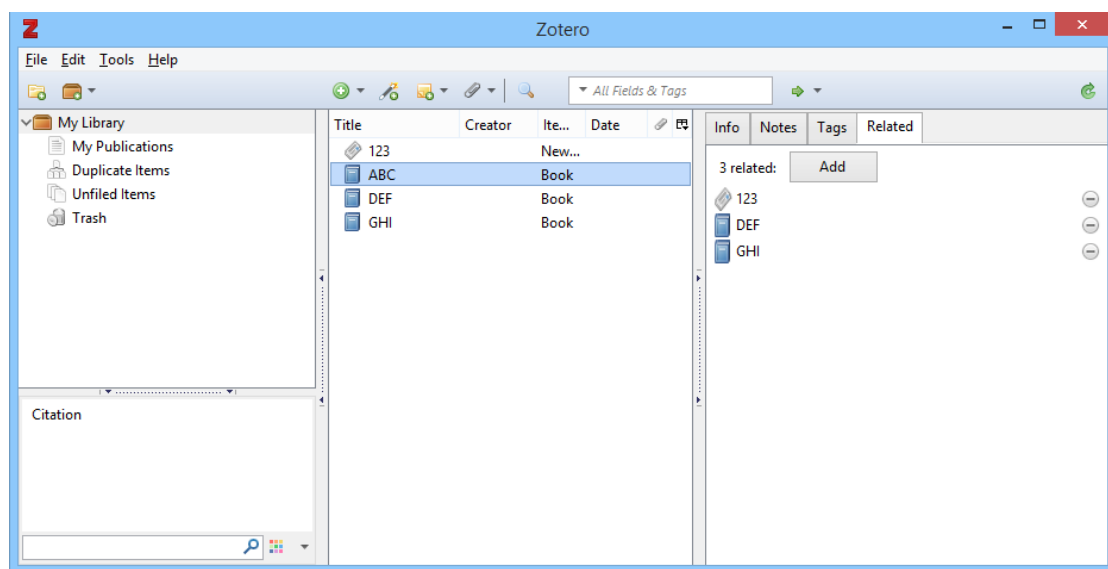 Z
Zotero
File Edit Tools Help
All Fields & Tags
My Library
My Publications
Duplicate Items
Unfiled Items
Trash
Citation
Title Creator Ite... Date
123 New...
ABC Book
DEF Book
GHI Book
Info Notes Tags Related
3 related: Add
123
DEF
GHI